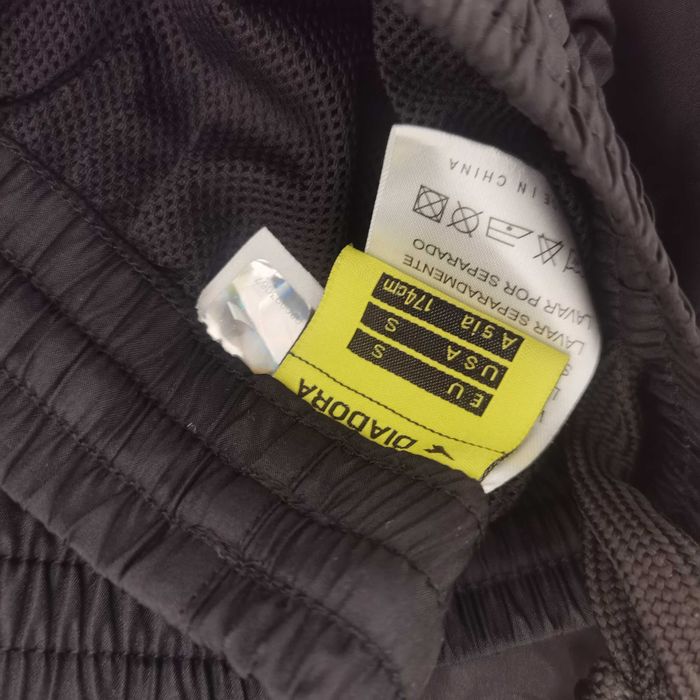 DIADORA
EU S
USA S
Asia 174cm
LAVAR SEPARADAMENTE
LAVAR POR SEPARADO
E IN CHINA